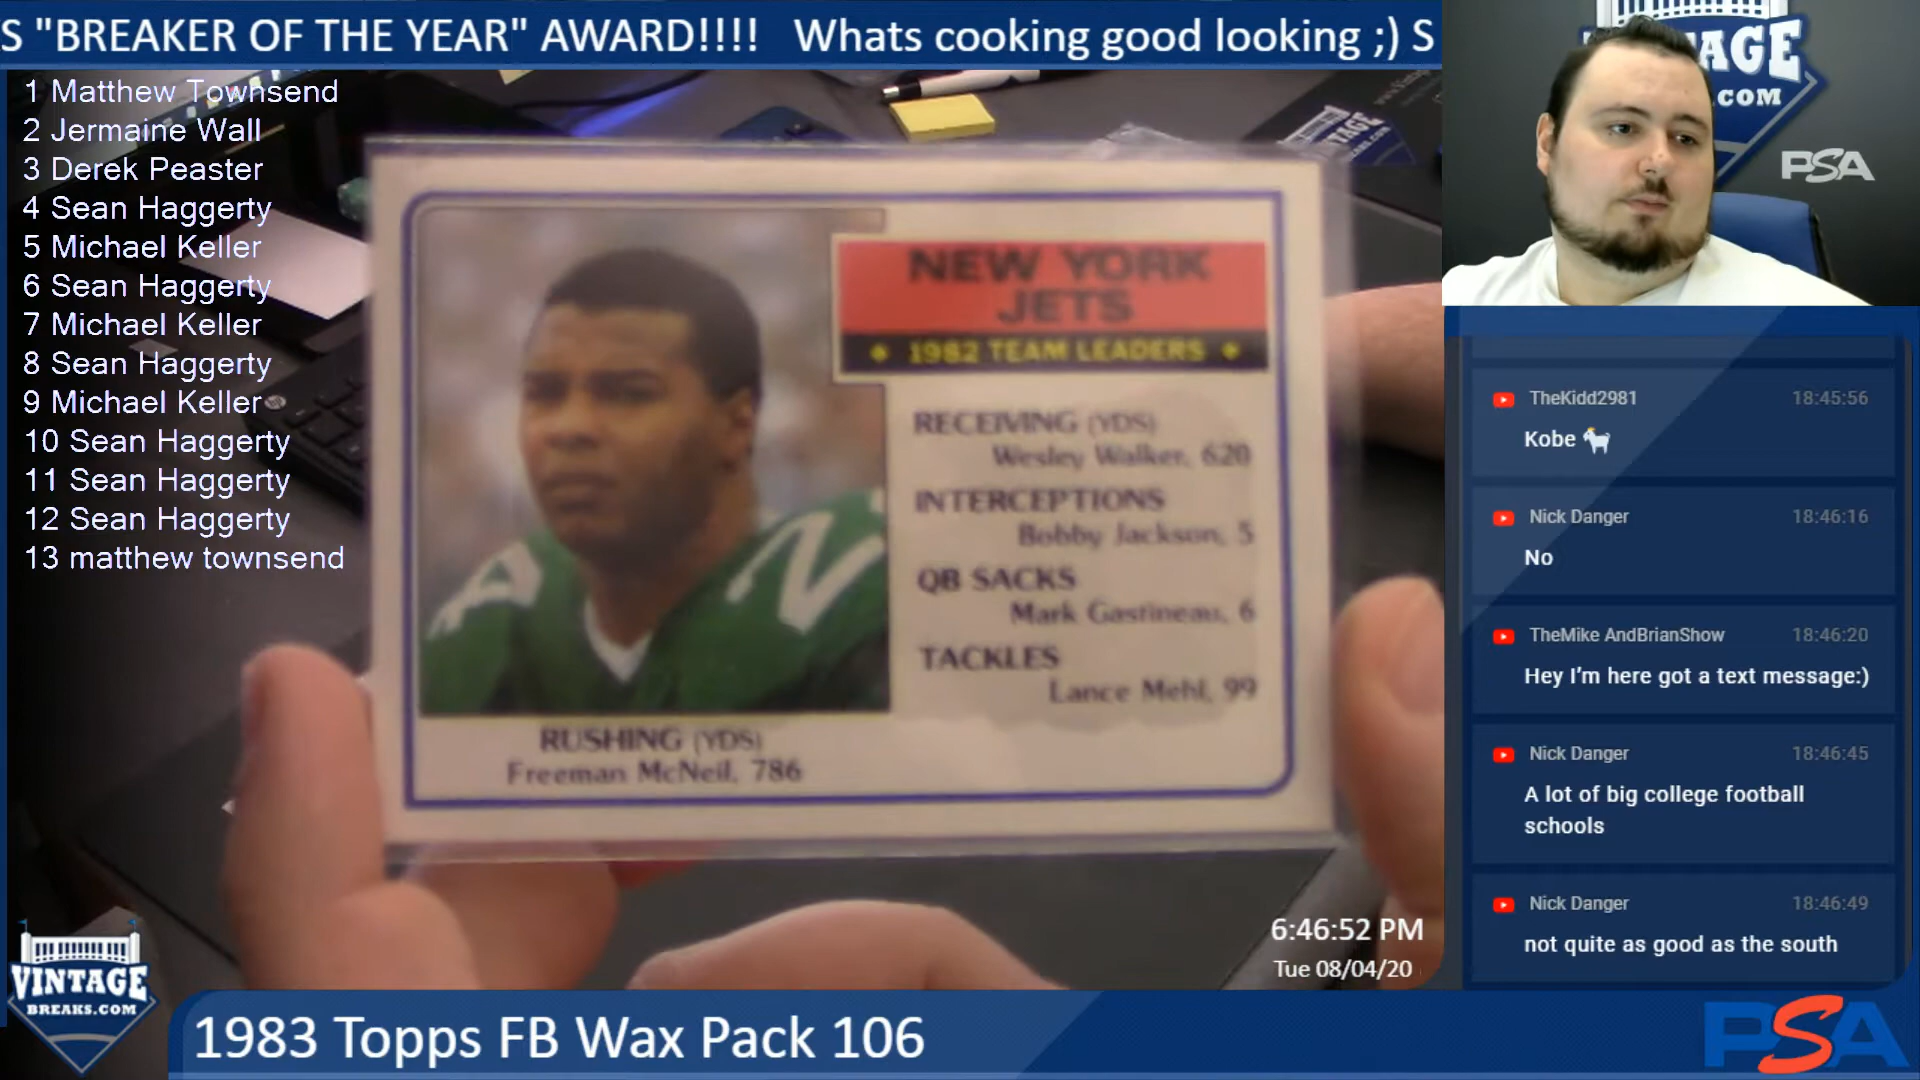 S "BREAKER OF THE YEAR" AWARD!!!! Whats cooking good looking ;) S
1 Matthew Townsend
2 Jermaine Wall
3 Derek Peaster
4 Sean Haggerty
5 Michael Keller
6 Sean Haggerty
7 Michael Keller
8 Sean Haggerty
9 Michael Keller
10 Sean Haggerty
11 Sean Haggerty
12 Sean Haggerty
13 matthew townsend
NEW YORK
JETS
1982 TEAM LEADERS
RECEIVING (YDS)
Wesley Walker, 620
INTERCEPTIONS
Bobby Jackson, 5
QB SACKS
Mark Gastineau, 6
TACKLES
Lance Mehl, 99
RUSHING (YDS)
Freeman McNeil, 786
2
AGE
.COM
PSA
TheKidd2981 18:45:56
Kobe 🐐
Nick Danger 18:46:16
No
TheMike AndBrianShow 18:46:20
Hey I'm here got a text message:)
Nick Danger 18:46:45
A lot of big college football
schools
Nick Danger 18:46:49
not quite as good as the south
6:46:52 PM
Tue 08/04/20
VINTAGE
BREAKS.COM
1983 Topps FB Wax Pack 106
PSA